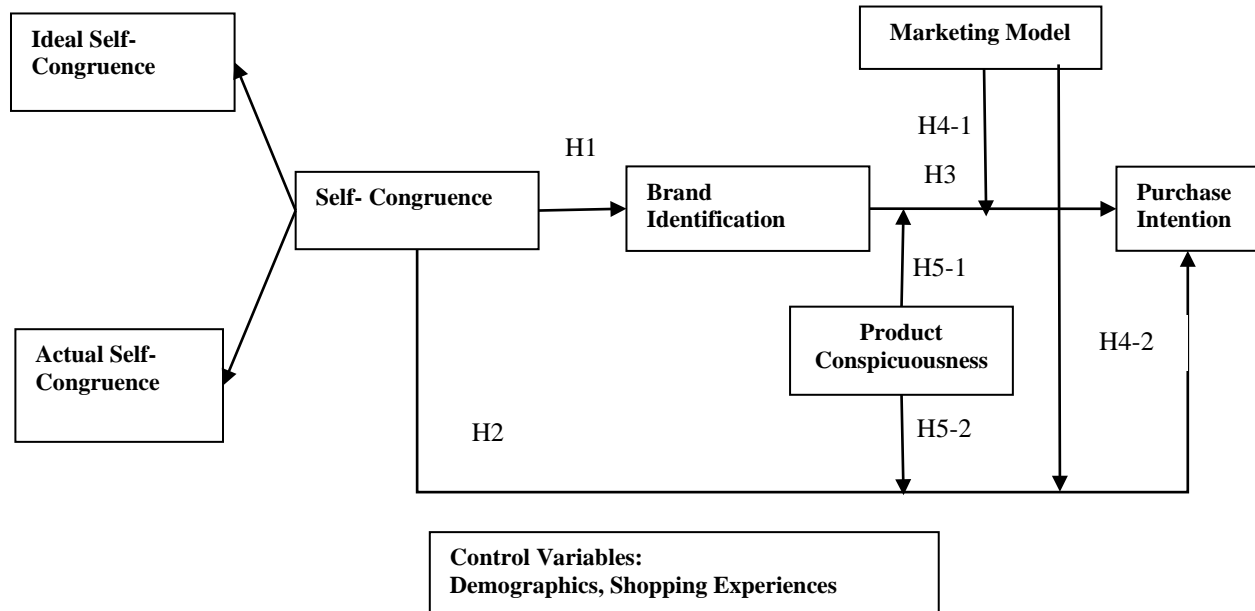 Ideal Self-
Congruence
Marketing Model
H4-1
H1
H3
Self- Congruence
Brand
Identification
Purchase
Intention
H5-1
Actual Self-
Congruence
Product
Conspicuousness
H4-2
H2
H5-2
Control Variables:
Demographics, Shopping Experiences